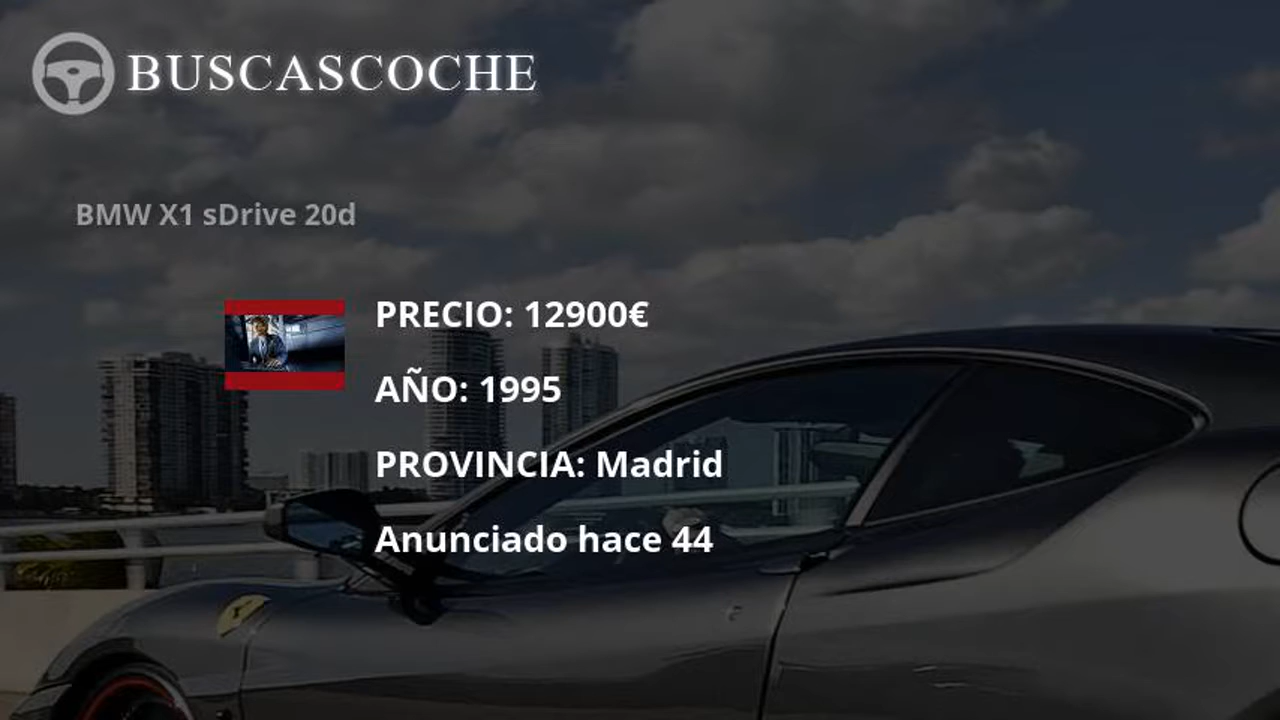 BUSCASCOCHE
BMW X1 sDrive 20d
PRECIO: 12900€
AÑO: 1995
PROVINCIA: Madrid
Anunciado hace 44